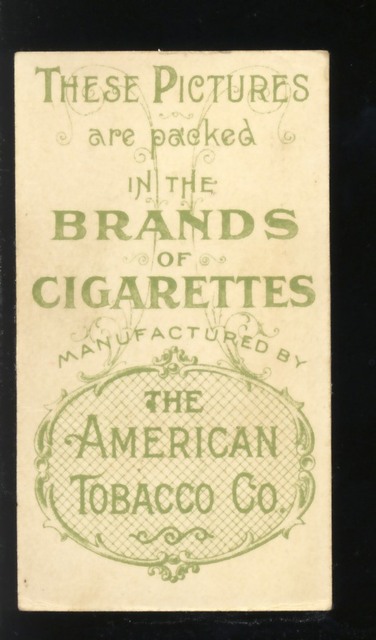 THESE PICTURES
are packed
IN THE
BRANDS
OF
CIGARETTES
MANUFACTURED BY
THE
AMERICAN
TOBACCO CO.